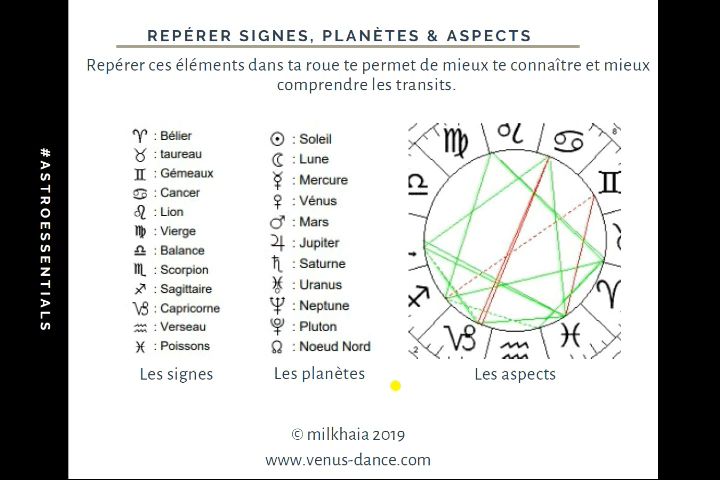 REPÉRER SIGNES, PLANÈTES & ASPECTS
Repérer ces éléments dans ta roue te permet de mieux te connaître et mieux
comprendre les transits.
#ASTROESSENTIALS
♈ : Bélier
♉ : taureau
♊ : Gémeaux
♋ : Cancer
♌ : Lion
♍ : Vierge
♎ : Balance
♏ : Scorpion
♐ : Sagittaire
♑ : Capricorne
♒ : Verseau
♓ : Poissons
Les signes
☉ : Soleil
☾ : Lune
☿ : Mercure
♀ : Vénus
♂ : Mars
♃ : Jupiter
♄ : Saturne
♅ : Uranus
♆ : Neptune
♇ : Pluton
☊ : Noeud Nord
Les planètes
Les aspects
© milkhaia 2019
www.venus-dance.com